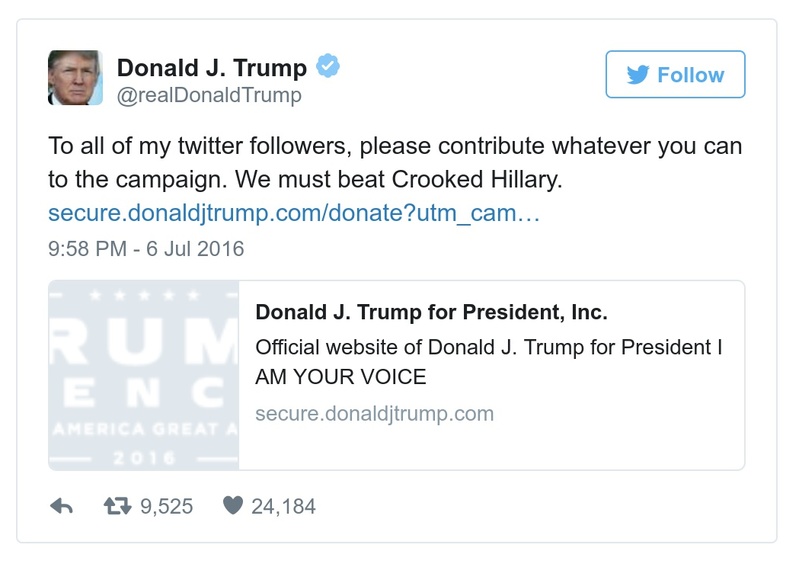 Donald J. Trump
@realDonaldTrump
Follow
To all of my twitter followers, please contribute whatever you can
to the campaign. We must beat Crooked Hillary.
secure.donaldjtrump.com/donate?utm_cam…
9:58 PM - 6 Jul 2016
RUM
ENC
AMERICA GREAT A
2016
Donald J. Trump for President, Inc.
Official website of Donald J. Trump for President I
AM YOUR VOICE
secure.donaldjtrump.com
9,525 24,184